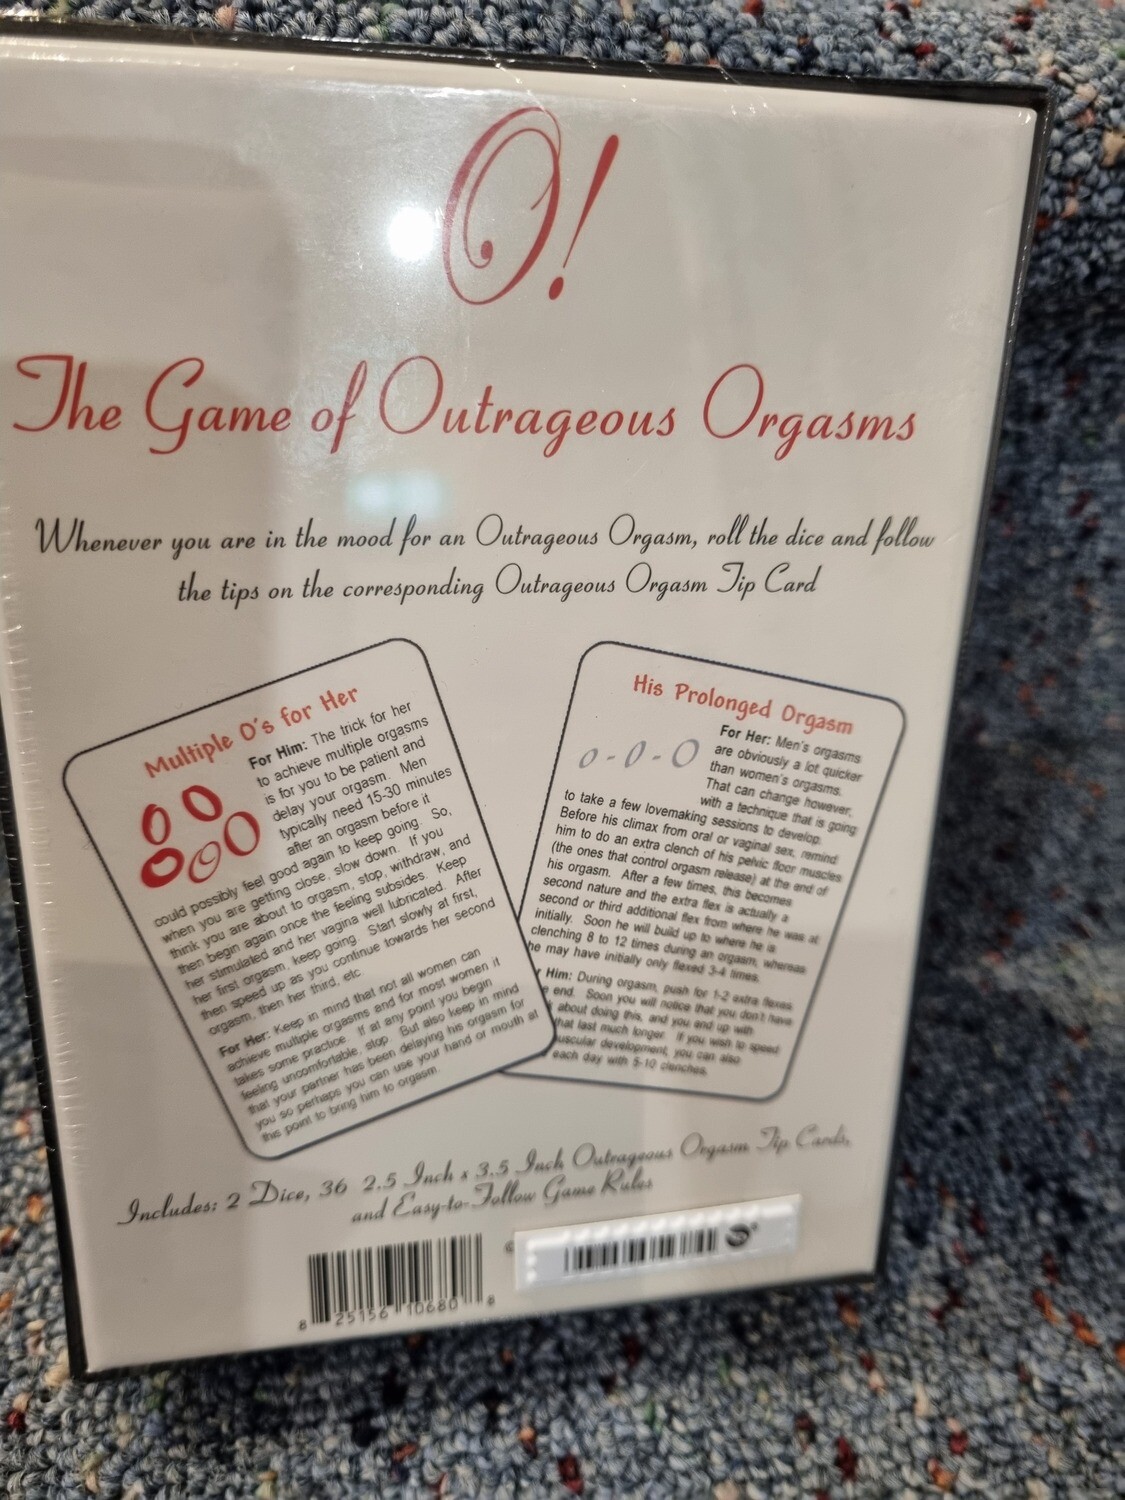 O!
The Game of Outrageous Orgasms
Whenever you are in the mood for an Outrageous Orgasm, roll the dice and follow
the tips on the corresponding Outrageous Orgasm Tip Card
Multiple O's for Her
For Him: The trick for her
to achieve multiple orgasms
is for you to be patient and
delay your orgasm. Men
typically need 15-30 minutes
after an orgasm before it
could possibly feel good again to keep going. So,
when you are getting close, slow down. If you
think you are about to orgasm, stop, withdraw, and
then begin again once the feeling subsides. Keep
her stimulated and her vagina well lubricated. After
her first orgasm, keep going. Start slowly at first,
then speed up as you continue towards her second
orgasm, then her third, etc.
For Her: Keep in mind that not all women can
achieve multiple orgasms and for most women it
takes some practice. If at any point you begin
feeling uncomfortable, stop. But also keep in mind
that your partner has been delaying his orgasm for
you so perhaps you can use your hand or mouth at
this point to bring him to orgasm.
His Prolonged Orgasm
O - O - O
For Her: Men's orgasms
are obviously a lot quicker
than women's orgasms.
That can change however,
with a technique that is going
to take a few lovemaking sessions to develop.
Before his climax from oral or vaginal sex, remind
him to do an extra clench of his pelvic floor muscles
(the ones that control orgasm release) at the end of
his orgasm. After a few times, this becomes
second nature and the extra flex is actually a
second or third additional flex from where he was at
initially. Soon he will build up to where he is
clenching 8 to 12 times during an orgasm, whereas
he may have initially only flexed 3-4 times.
Him: During orgasm, push for 1-2 extra flexes
end. Soon you will notice that you don't have
about doing this, and you end up with
that last much longer. If you wish to speed
muscular development, you can also
each day with 5-10 clenches.
Includes: 2 Dice, 36 2.5 Inch x 3.5 Inch Outrageous Orgasm Tip Cards,
and Easy-to-Follow Game Rules
8 25156 10680 8